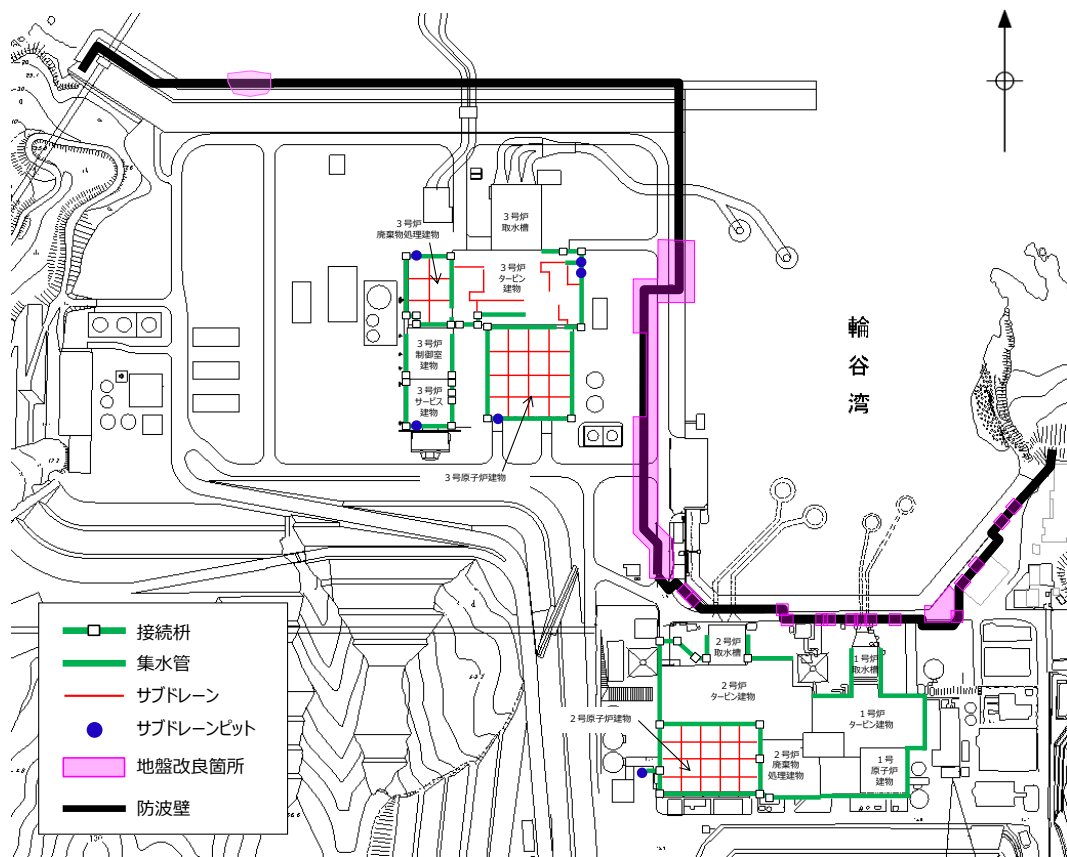 3号炉
取水槽
3号炉
廃棄物処理建物
3号炉
タービン
建物
3号炉
制御室
建物
3号炉
サービス
建物
3号原子炉建物
輪
谷
湾
2号炉
取水槽
1号炉
取水槽
2号炉
タービン建物
1号炉
タービン建物
2号原子炉建物
2号炉
廃棄物
処理建物
1号
原子炉
建物
接続枡
集水管
サブドレーン
サブドレーンピット
地盤改良箇所
防波壁